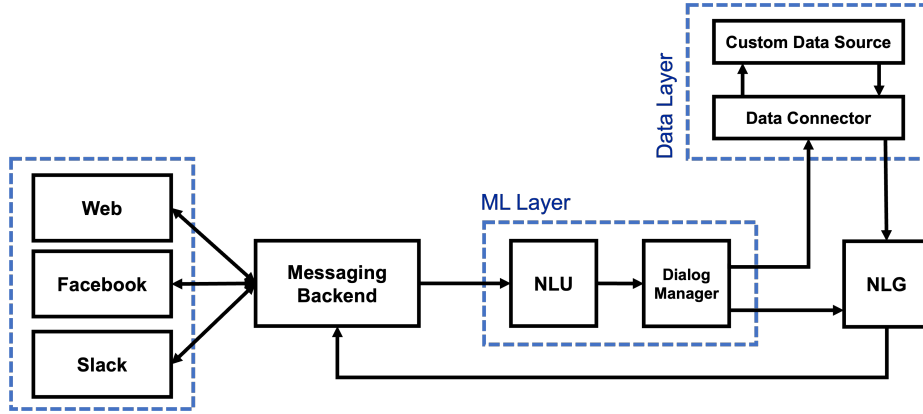 Custom Data Source
Data Connector
Data Layer
Web
Facebook
Slack
Messaging
Backend
ML Layer
NLU
Dialog
Manager
NLG